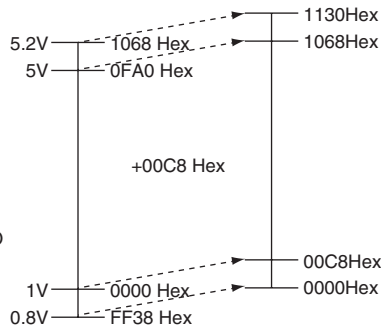 1130Hex
5.2V 1068 Hex 1068Hex
5V 0FA0 Hex
+00C8 Hex
1V 0000 Hex 00C8Hex
0.8V FF38 Hex 0000Hex